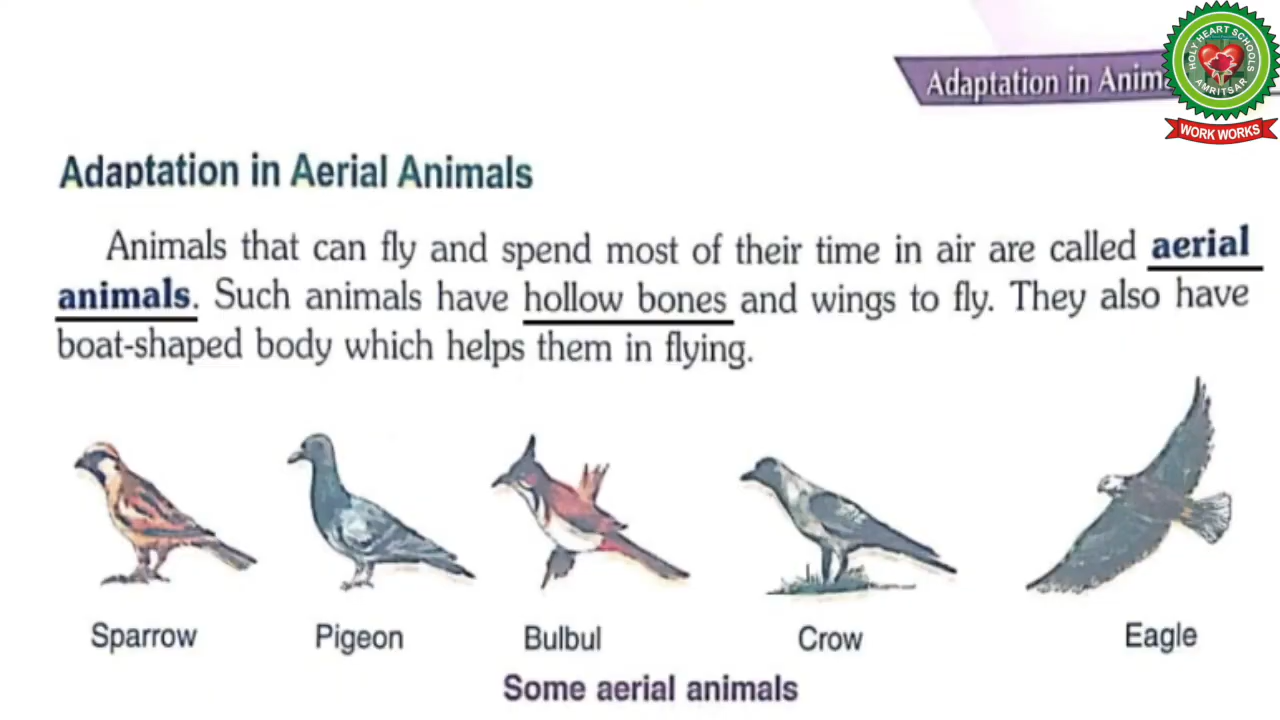 HOLY HEART SCHOOLS
AMRITSAR
WORK WORKS
Adaptation in
Adaptation in Aerial Animals
Animals that can fly and spend most of their time in air are called aerial
animals. Such animals have hollow bones and wings to fly. They also have
boat-shaped body which helps them in flying.
Sparrow Pigeon Bulbul Crow Eagle
Some aerial animals